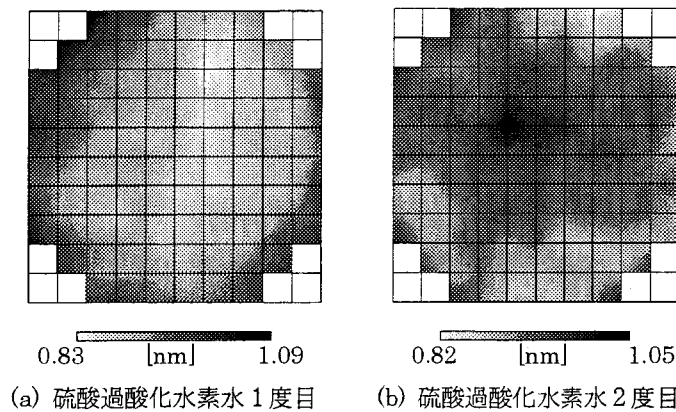 0.83 [nm] 1.09
0.82 [nm] 1.05
(a) 硫酸過酸化水素水1度目
(b) 硫酸過酸化水素水2度目